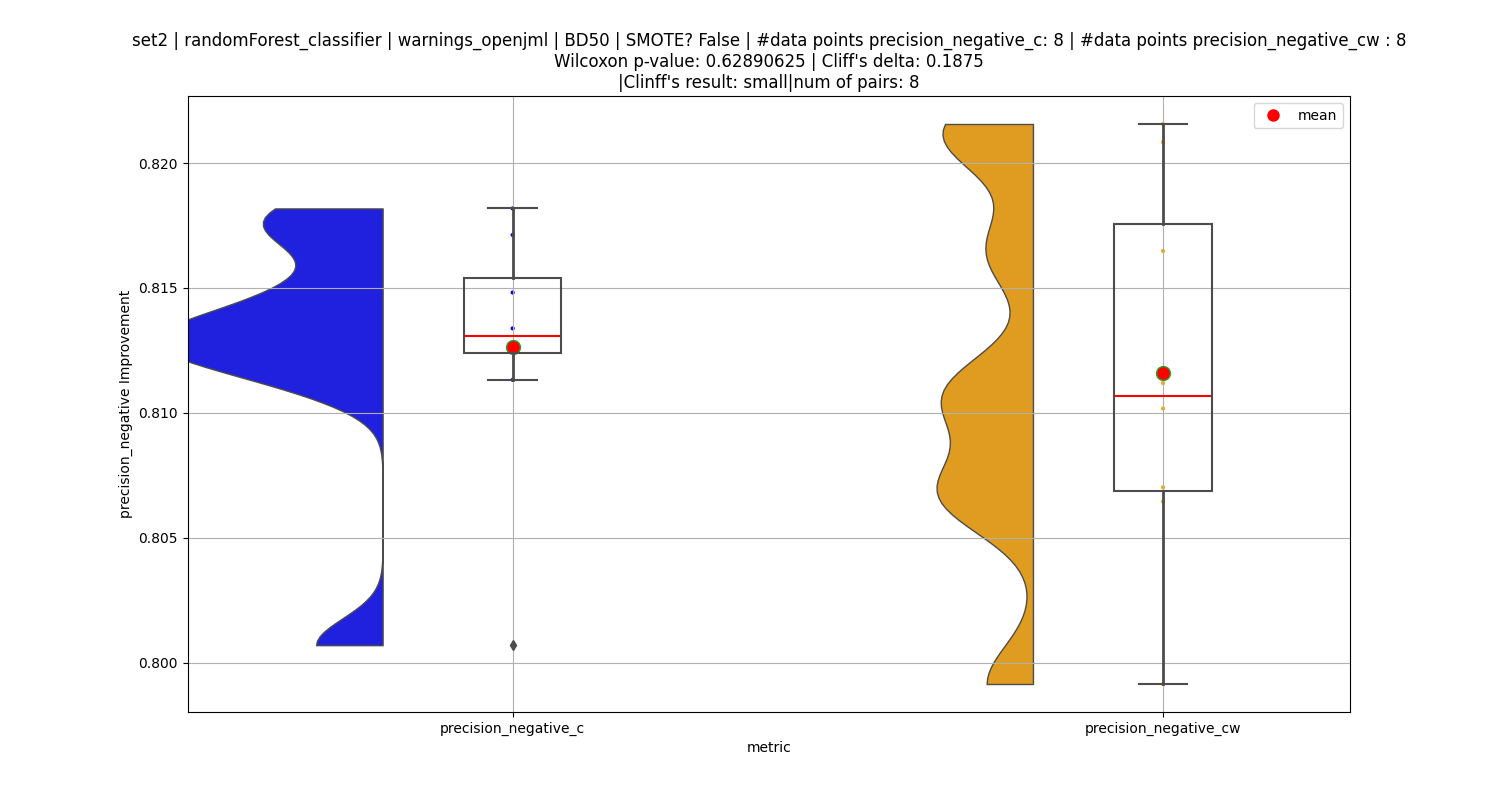 set2 | randomForest_classifier | warnings_openjml | BD50 | SMOTE? False | #data points precision_negative_c: 8 | #data points precision_negative_cw : 8
Wilcoxon p-value: 0.62890625 | Cliff's delta: 0.1875
|Clinff's result: small|num of pairs: 8
mean
0.820
0.815
0.810
0.805
0.800
precision_negative Improvement
precision_negative_c
precision_negative_cw
metric